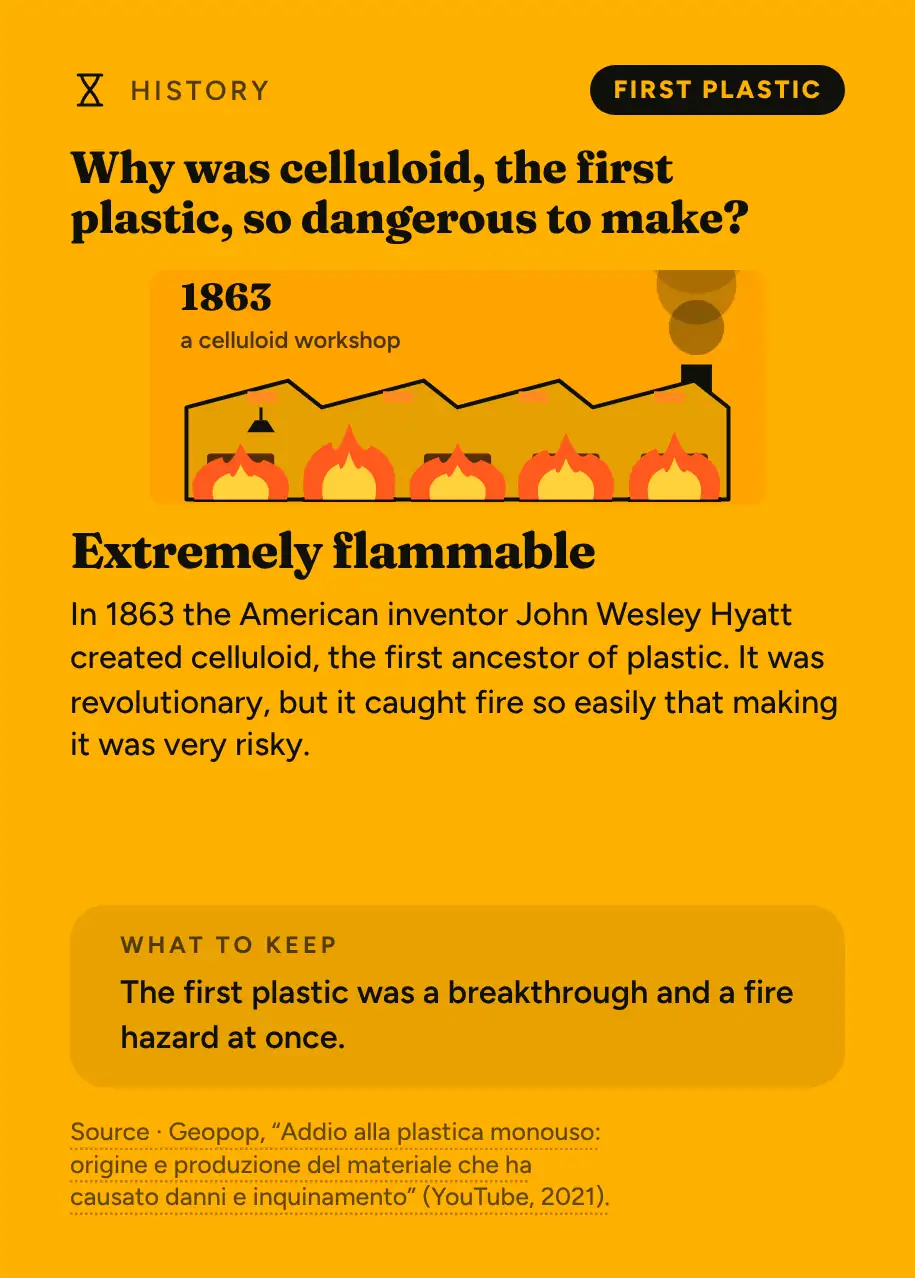 HISTORY
FIRST PLASTIC
Why was celluloid, the first
plastic, so dangerous to make?
1863
a celluloid workshop
Extremely flammable
In 1863 the American inventor John Wesley Hyatt
created celluloid, the first ancestor of plastic. It was
revolutionary, but it caught fire so easily that making
it was very risky.
WHAT TO KEEP
The first plastic was a breakthrough and a fire
hazard at once.
Source · Geopop, “Addio alla plastica monouso:
origine e produzione del materiale che ha
causato danni e inquinamento” (YouTube, 2021).